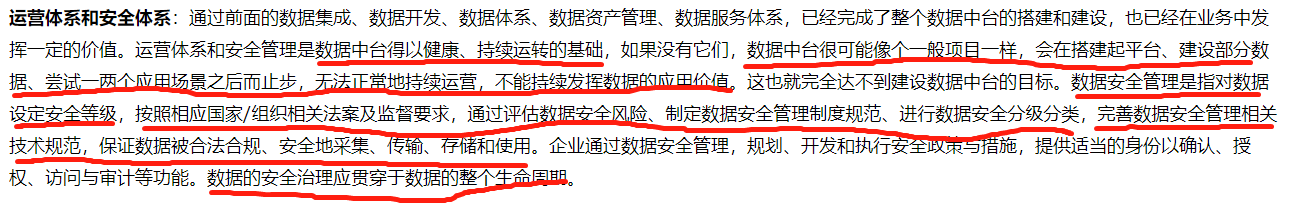 运营体系和安全体系：通过前面的数据集成、数据开发、数据体系、数据资产管理、数据服务体系，已经完成了整个数据中台的搭建和建设，也已经在业务中发
挥一定的价值。运营体系和安全管理是数据中台得以健康、持续运转的基础，如果没有它们，数据中台很可能像个一般项目一样，会在搭建起平台、建设部分数
据、尝试一两个应用场景之后而止步，无法正常地持续运营，不能持续发挥数据的应用价值。这也就完全达不到建设数据中台的目标。数据安全管理是指对数据
设定安全等级，按照相应国家/组织相关法案及监督要求，通过评估数据安全风险、制定数据安全管理制度规范、进行数据安全分级分类，完善数据安全管理相关
技术规范，保证数据被合法合规、安全地采集、传输、存储和使用。企业通过数据安全管理，规划、开发和执行安全政策与措施，提供适当的身份以确认、授
权、访问与审计等功能。数据的安全治理应贯穿于数据的整个生命周期。